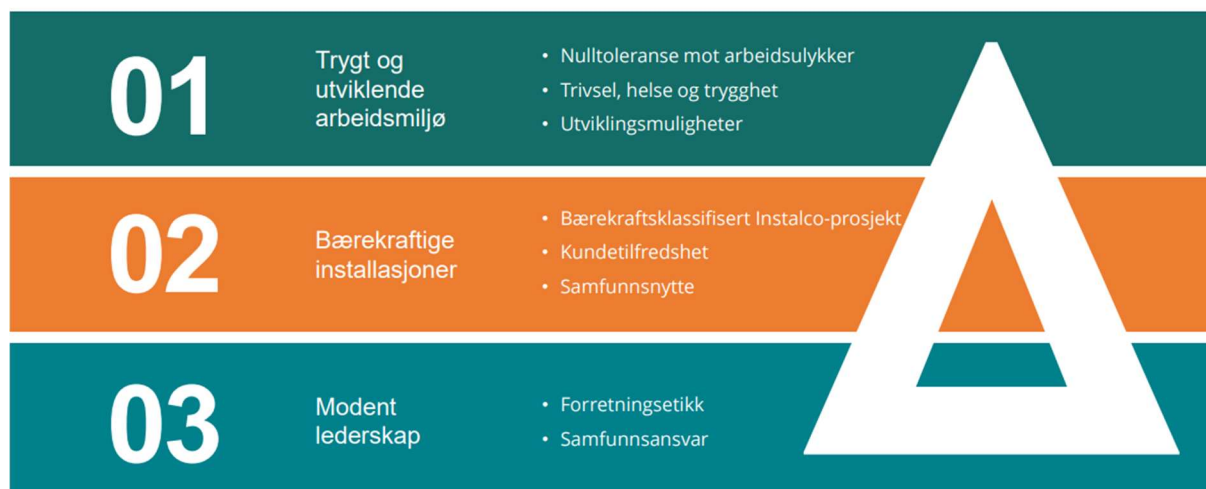 01
Trygt og
utviklende
arbeidsmiljø
• Nulltoleranse mot arbeidsulykker
• Trivsel, helse og trygghet
• Utviklingsmuligheter
02
Bærekraftige
installasjoner
• Bærekraftsklassifisert Instalco-prosjekt
• Kundetilfredshet
• Samfunnsnytte
03
Modent
lederskap
• Forretningsetikk
• Samfunnsansvar